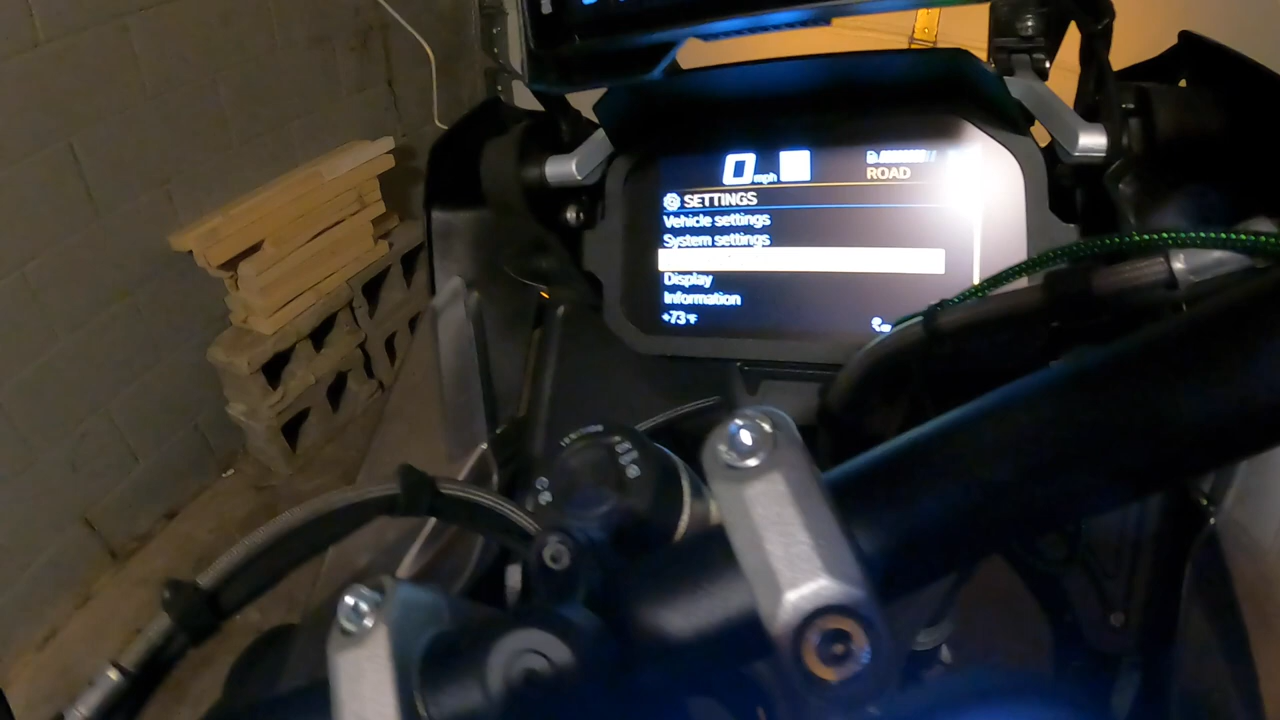 0 mph
ROAD
SETTINGS
Vehicle settings
System settings
Display
Information
+73°F